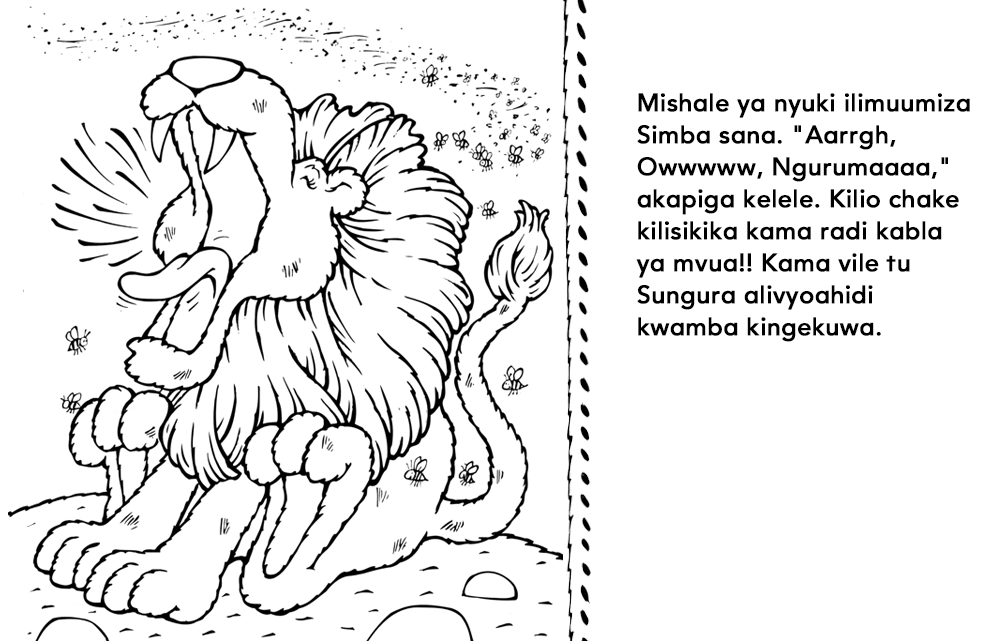 Mishale ya nyuki ilimuumiza
Simba sana. "Aarrgh,
Owwwww, Ngurumaaaa,"
akapiga kelele. Kilio chake
kilisikika kama radi kabla
ya mvua!! Kama vile tu
Sungura alivyoahidi
kwamba kingekuwa.